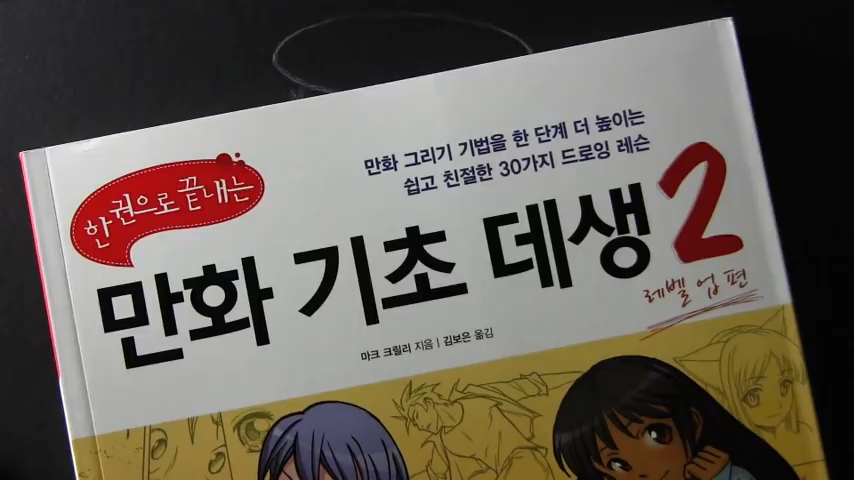 만화 그리기 기법을 한 단계 더 높이는
쉽고 친절한 30가지 드로잉 레슨
한 권으로 끝내는
만화 기초 데생 2
레벨 업 편
마크 크릴리 지음 | 김보은 옮김